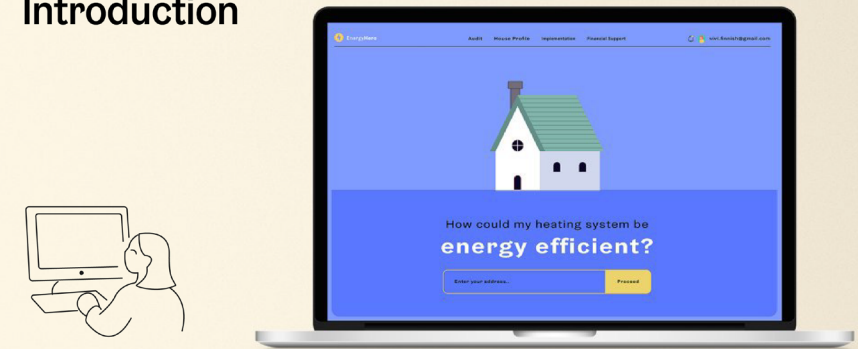 Introduction
EnergyHero
Audit House Profile Implementation Financial Support
How could my heating system be
energy efficient?
Enter your address..
Proceed